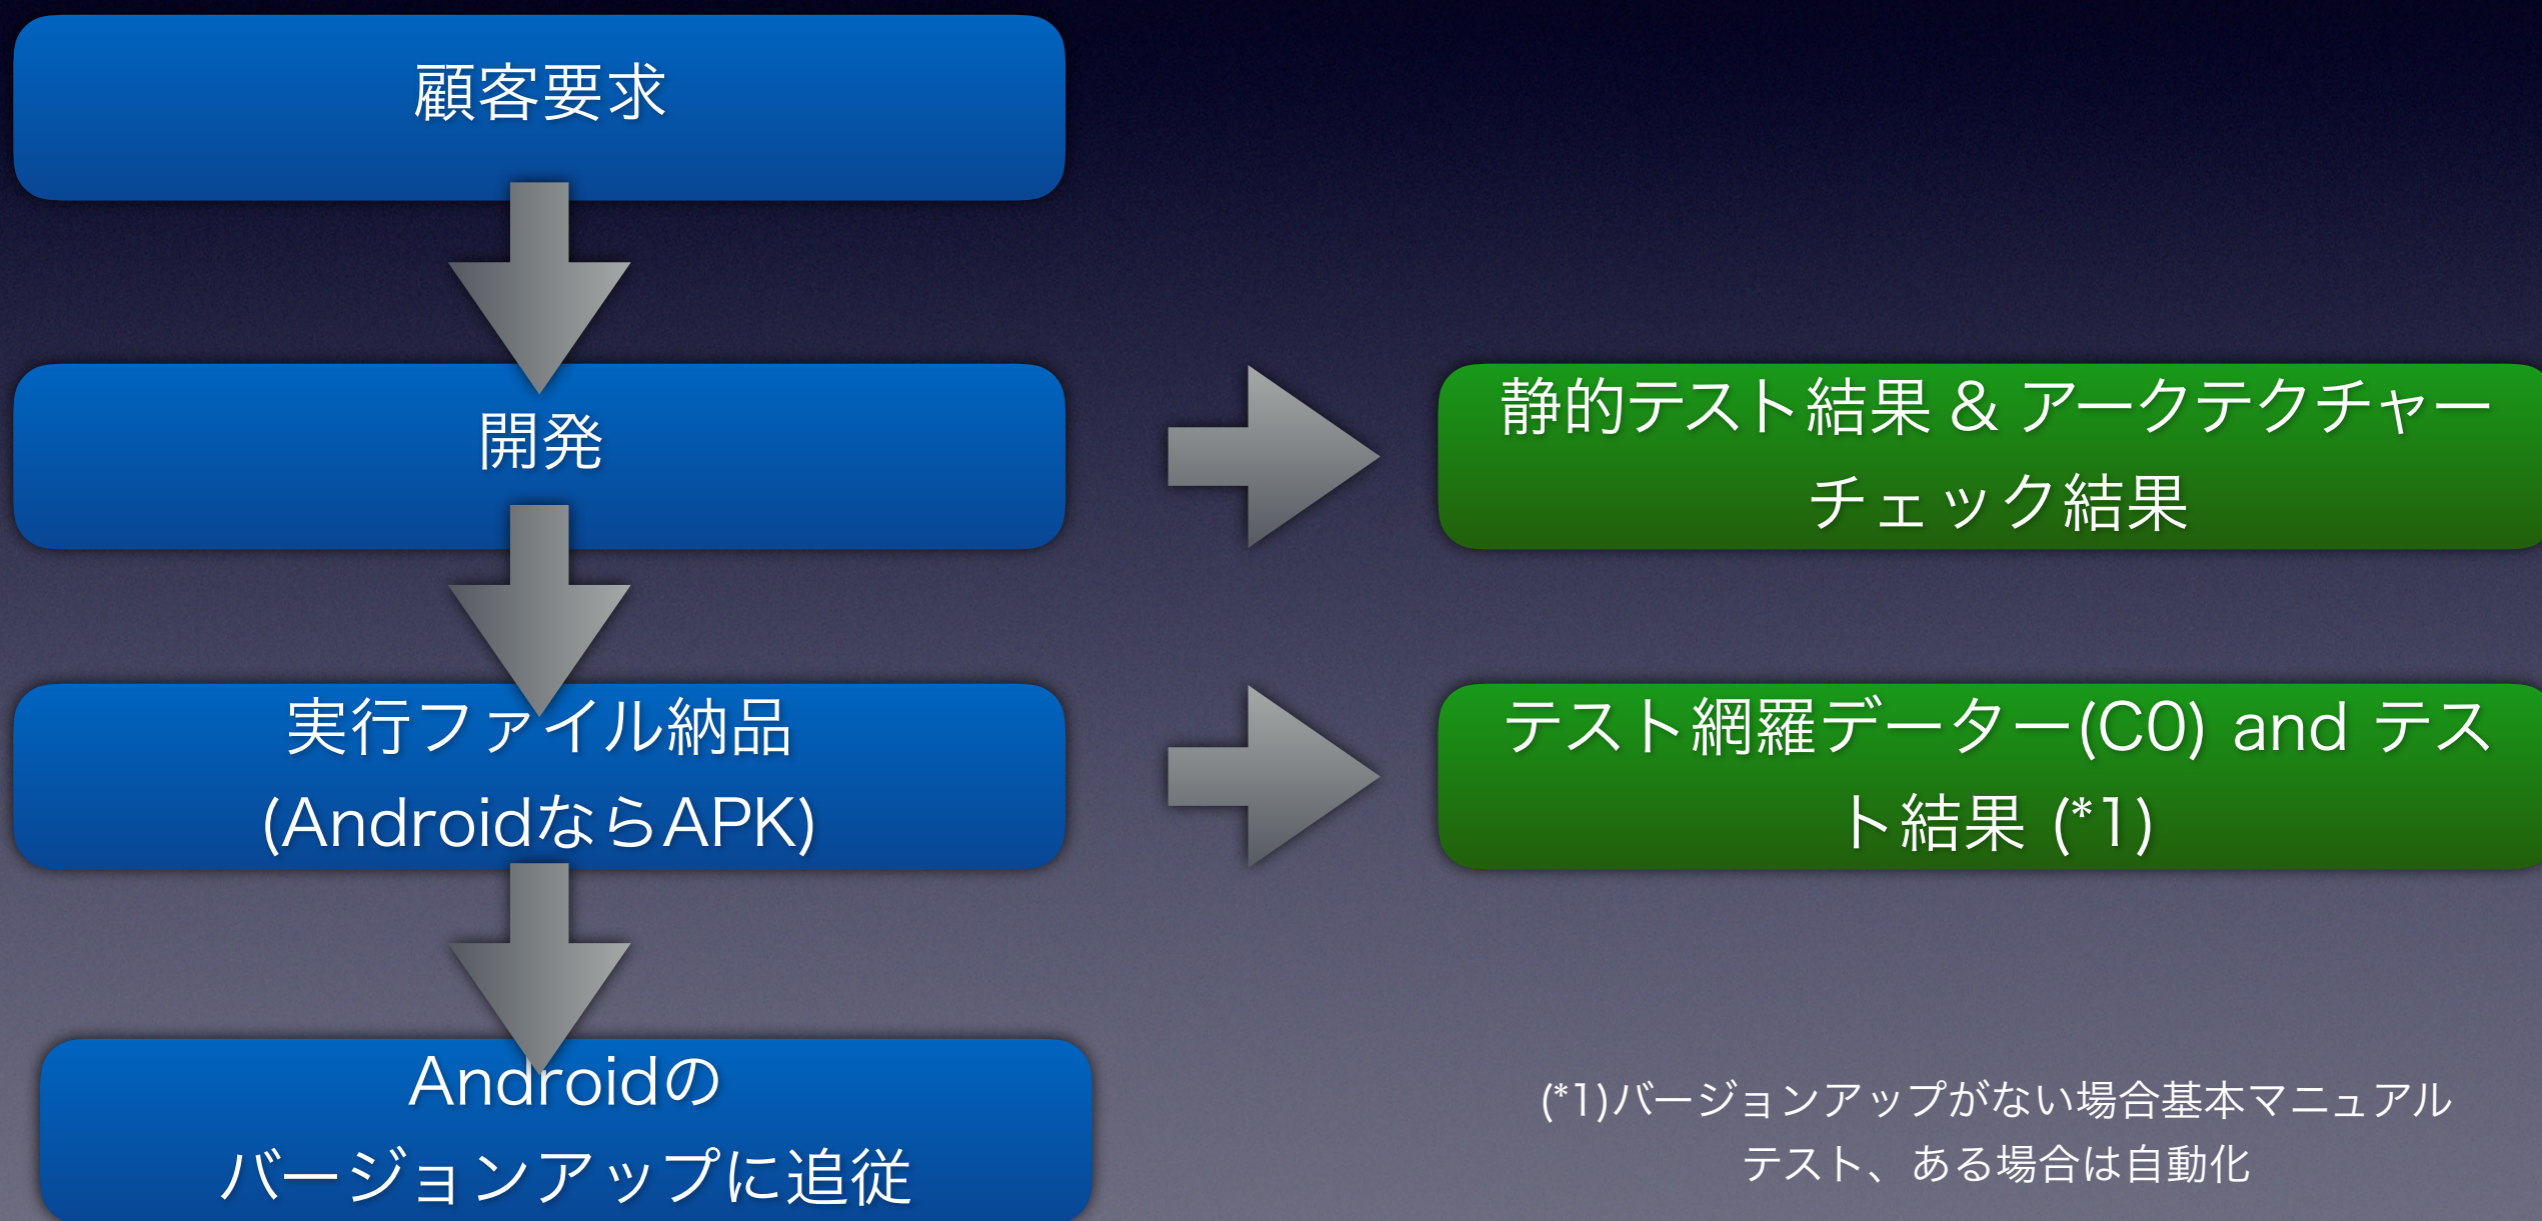 顧客要求
開発
静的テスト結果 & アークテクチャー
チェック結果
実行ファイル納品
(AndroidならAPK)
テスト網羅データー(C0) and テス
ト結果 (*1)
Androidの
バージョンアップに追従
(*1)バージョンアップがない場合基本マニュアル
テスト、ある場合は自動化